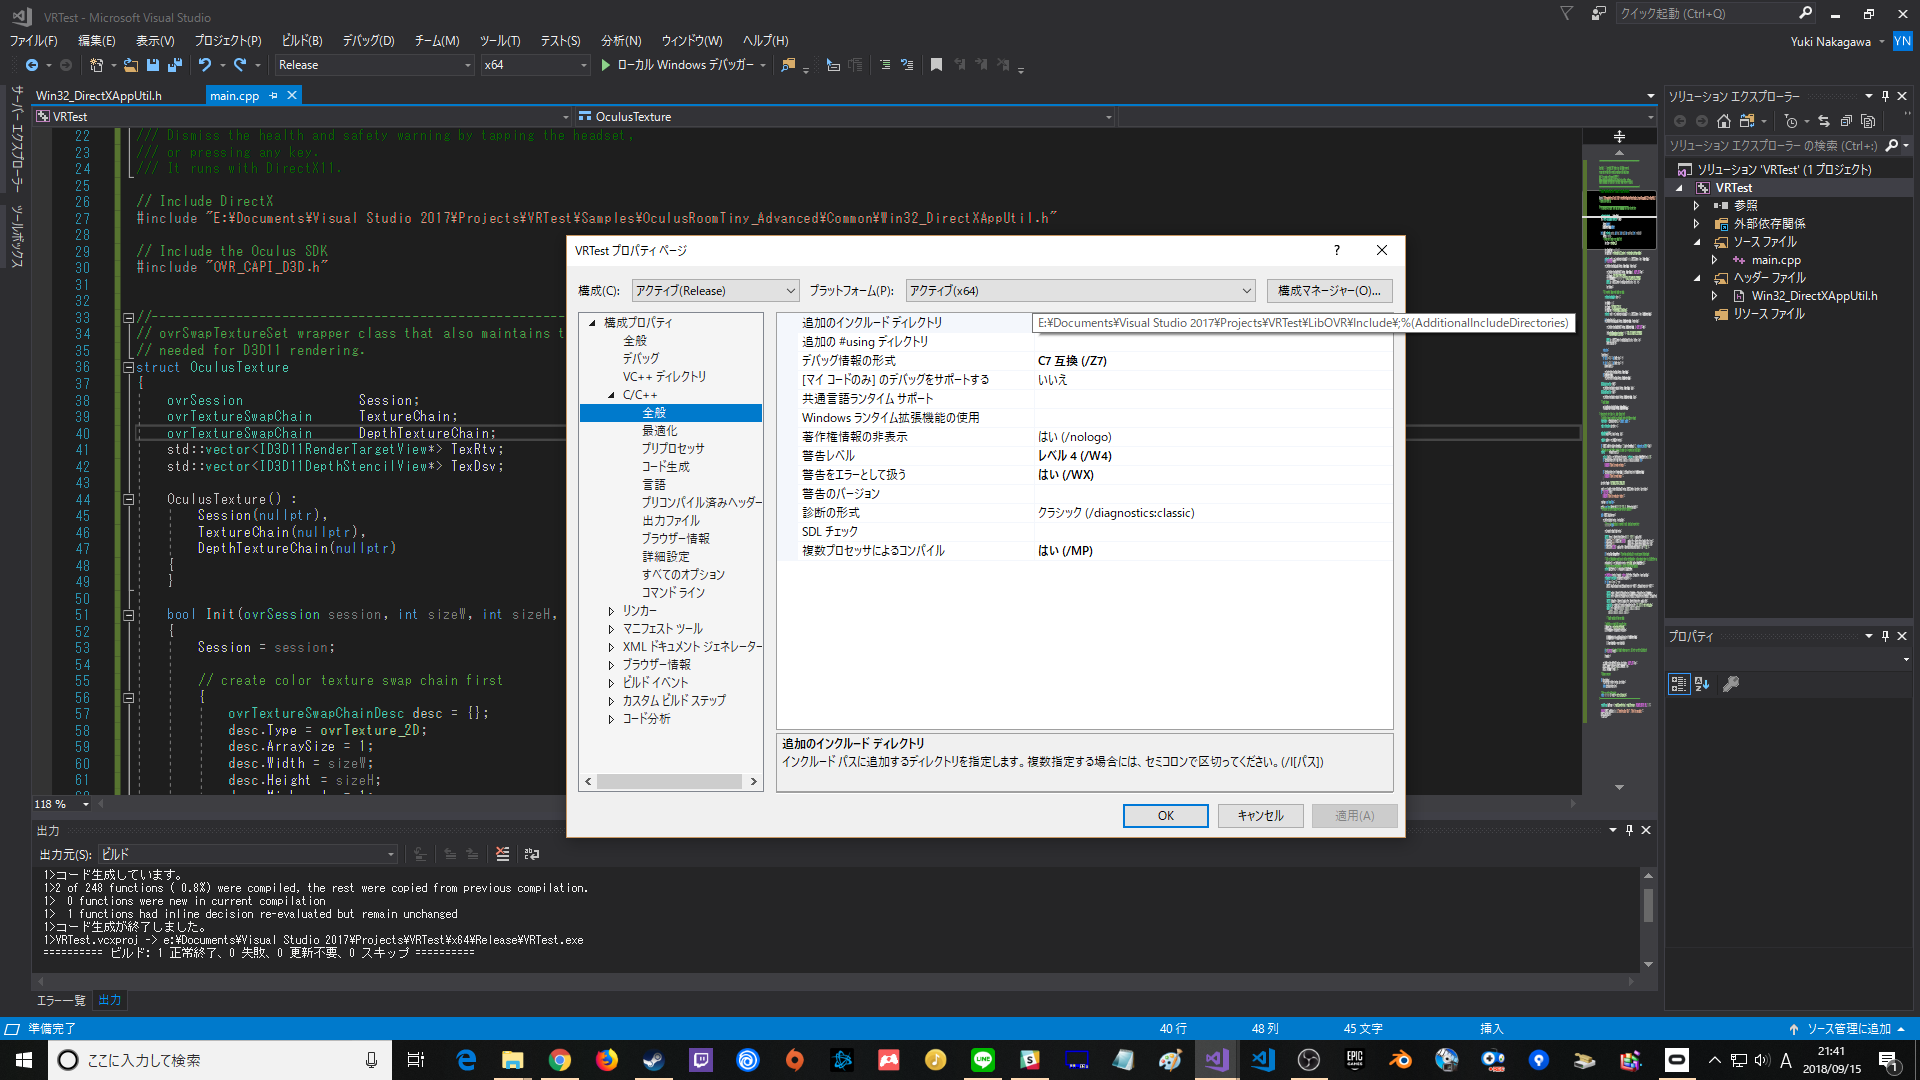 VRTest - Microsoft Visual Studio
クイック起動 (Ctrl+Q)
ファイル(F) 編集(E) 表示(V) プロジェクト(P) ビルド(B) デバッグ(D) チーム(M) ツール(T) テスト(S) 分析(N) ウィンドウ(W) ヘルプ(H)
Yuki Nakagawa YN
Release x64 ローカル Windows デバッガー
サーバー エクスプローラー
ツールボックス
Win32_DirectXAppUtil.h main.cpp
VRTest OculusTexture
22 /// Dismiss the health and safety warning by tapping the headset,
23 /// or pressing any key.
24 /// It runs with DirectX11.
25
26 // Include DirectX
27 #include "E:¥Documents¥Visual Studio 2017¥Projects¥VRTest¥Samples¥OculusRoomTiny_Advanced¥Common¥Win32_DirectXAppUtil.h"
28
29 // Include the Oculus SDK
30 #include "OVR_CAPI_D3D.h"
31
32
33 //------------------------------------------------------
34 // ovrSwapTextureSet wrapper class that also maintains t
35 // needed for D3D11 rendering.
36 struct OculusTexture
37 {
38 ovrSession Session;
39 ovrTextureSwapChain TextureChain;
40 ovrTextureSwapChain DepthTextureChain;
41 std::vector<ID3D11RenderTargetView*> TexRtv;
42 std::vector<ID3D11DepthStencilView*> TexDsv;
43
44 OculusTexture() :
45 Session(nullptr),
46 TextureChain(nullptr),
47 DepthTextureChain(nullptr)
48 {
49 }
50
51 bool Init(ovrSession session, int sizeW, int sizeH,
52 {
53 Session = session;
54
55 // create color texture swap chain first
56 {
57 ovrTextureSwapChainDesc desc = {};
58 desc.Type = ovrTexture_2D;
59 desc.ArraySize = 1;
60 desc.Width = sizeW;
61 desc.Height = sizeH;
118 %
VRTest プロパティ ページ
? ×
構成(C): アクティブ(Release) プラットフォーム(P): アクティブ(x64) 構成マネージャー(O)...
構成プロパティ
全般
デバッグ
VC++ ディレクトリ
C/C++
全般
最適化
プリプロセッサ
コード生成
言語
プリコンパイル済みヘッダー
出力ファイル
ブラウザー情報
詳細設定
すべてのオプション
コマンド ライン
リンカー
マニフェスト ツール
XML ドキュメント ジェネレーター
ブラウザー情報
ビルド イベント
カスタム ビルド ステップ
コード分析
追加のインクルード ディレクトリ E:¥Documents¥Visual Studio 2017¥Projects¥VRTest¥LibOVR¥Include¥;%(AdditionalIncludeDirectories)
追加の #using ディレクトリ
デバッグ情報の形式 C7 互換 (/Z7)
[マイ コードのみ] のデバッグをサポートする いいえ
共通言語ランタイム サポート
Windows ランタイム拡張機能の使用
著作権情報の非表示 はい (/nologo)
警告レベル レベル 4 (/W4)
警告をエラーとして扱う はい (/WX)
警告のバージョン
診断の形式 クラシック (/diagnostics:classic)
SDL チェック
複数プロセッサによるコンパイル はい (/MP)
追加のインクルード ディレクトリ
インクルード パスに追加するディレクトリを指定します。複数指定する場合には、セミコロンで区切ってください。(/I[パス])
OK キャンセル 適用(A)
ソリューション エクスプローラー
ソリューション エクスプローラー の検索 (Ctrl+:)
ソリューション 'VRTest' (1 プロジェクト)
VRTest
参照
外部依存関係
ソース ファイル
main.cpp
ヘッダー ファイル
Win32_DirectXAppUtil.h
リソース ファイル
プロパティ
出力
出力元(S): ビルド
1>コード生成しています。
1>2 of 248 functions ( 0.8%) were compiled, the rest were copied from previous compilation.
1> 0 functions were new in current compilation
1> 1 functions had inline decision re-evaluated but remain unchanged
1>コード生成が終了しました。
1>VRTest.vcxproj -> e:¥Documents¥Visual Studio 2017¥Projects¥VRTest¥x64¥Release¥VRTest.exe
========== ビルド: 1 正常終了、0 失敗、0 更新不要、0 スキップ ==========
エラー一覧 出力
準備完了 40 行 48 列 45 文字 挿入 ソース管理に追加
ここに入力して検索
EPIC GAMES
A
21:41
2018/09/15
1